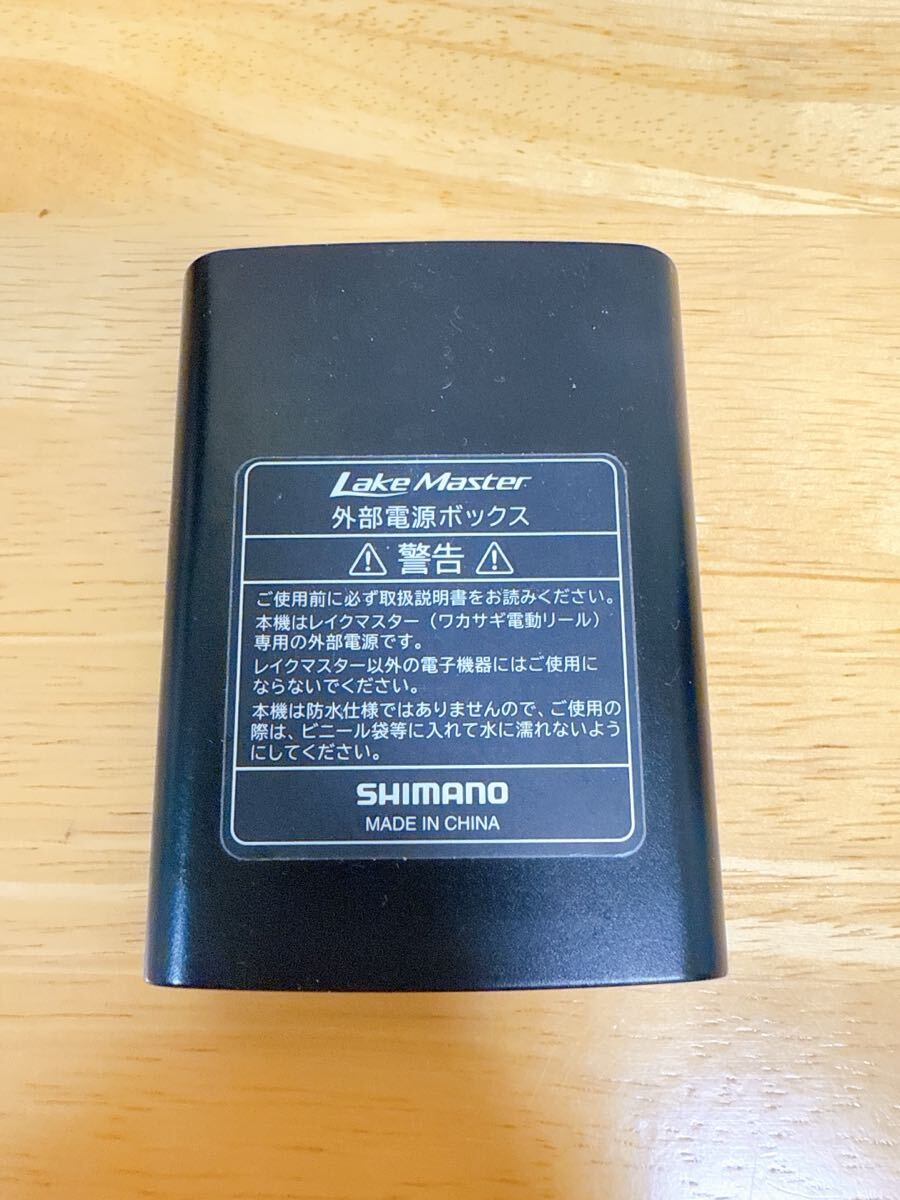 Lake Master
外部電源ボックス
⚠ 警告 ⚠
ご使用前に必ず取扱説明書をお読みください。
本機はレイクマスター（ワカサギ電動リール）
専用の外部電源です。
レイクマスター以外の電子機器にはご使用に
ならないでください。
本機は防水仕様ではありませんので、ご使用の
際は、ビニール袋等に入れて水に濡れないよう
にしてください。
SHIMANO
MADE IN CHINA